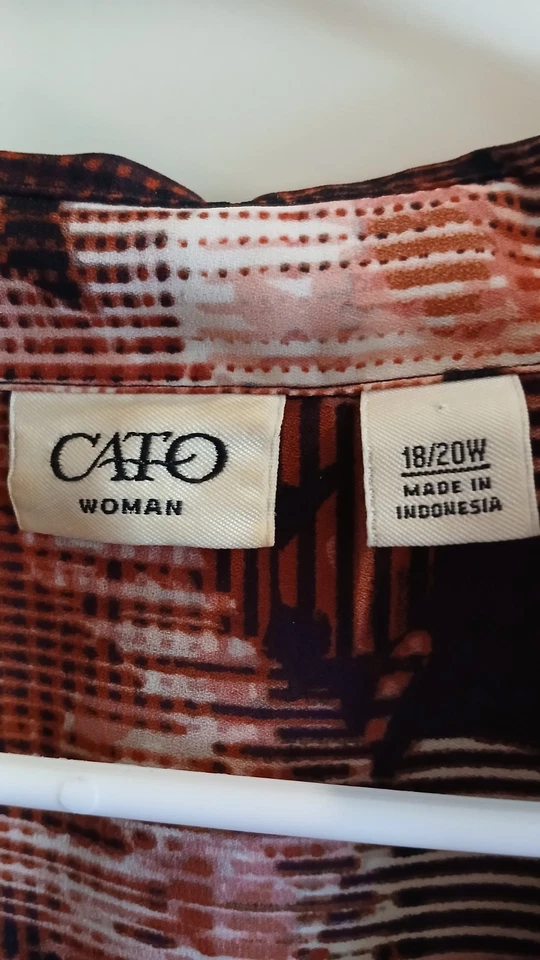 CATO
WOMAN
18/20W
MADE IN
INDONESIA